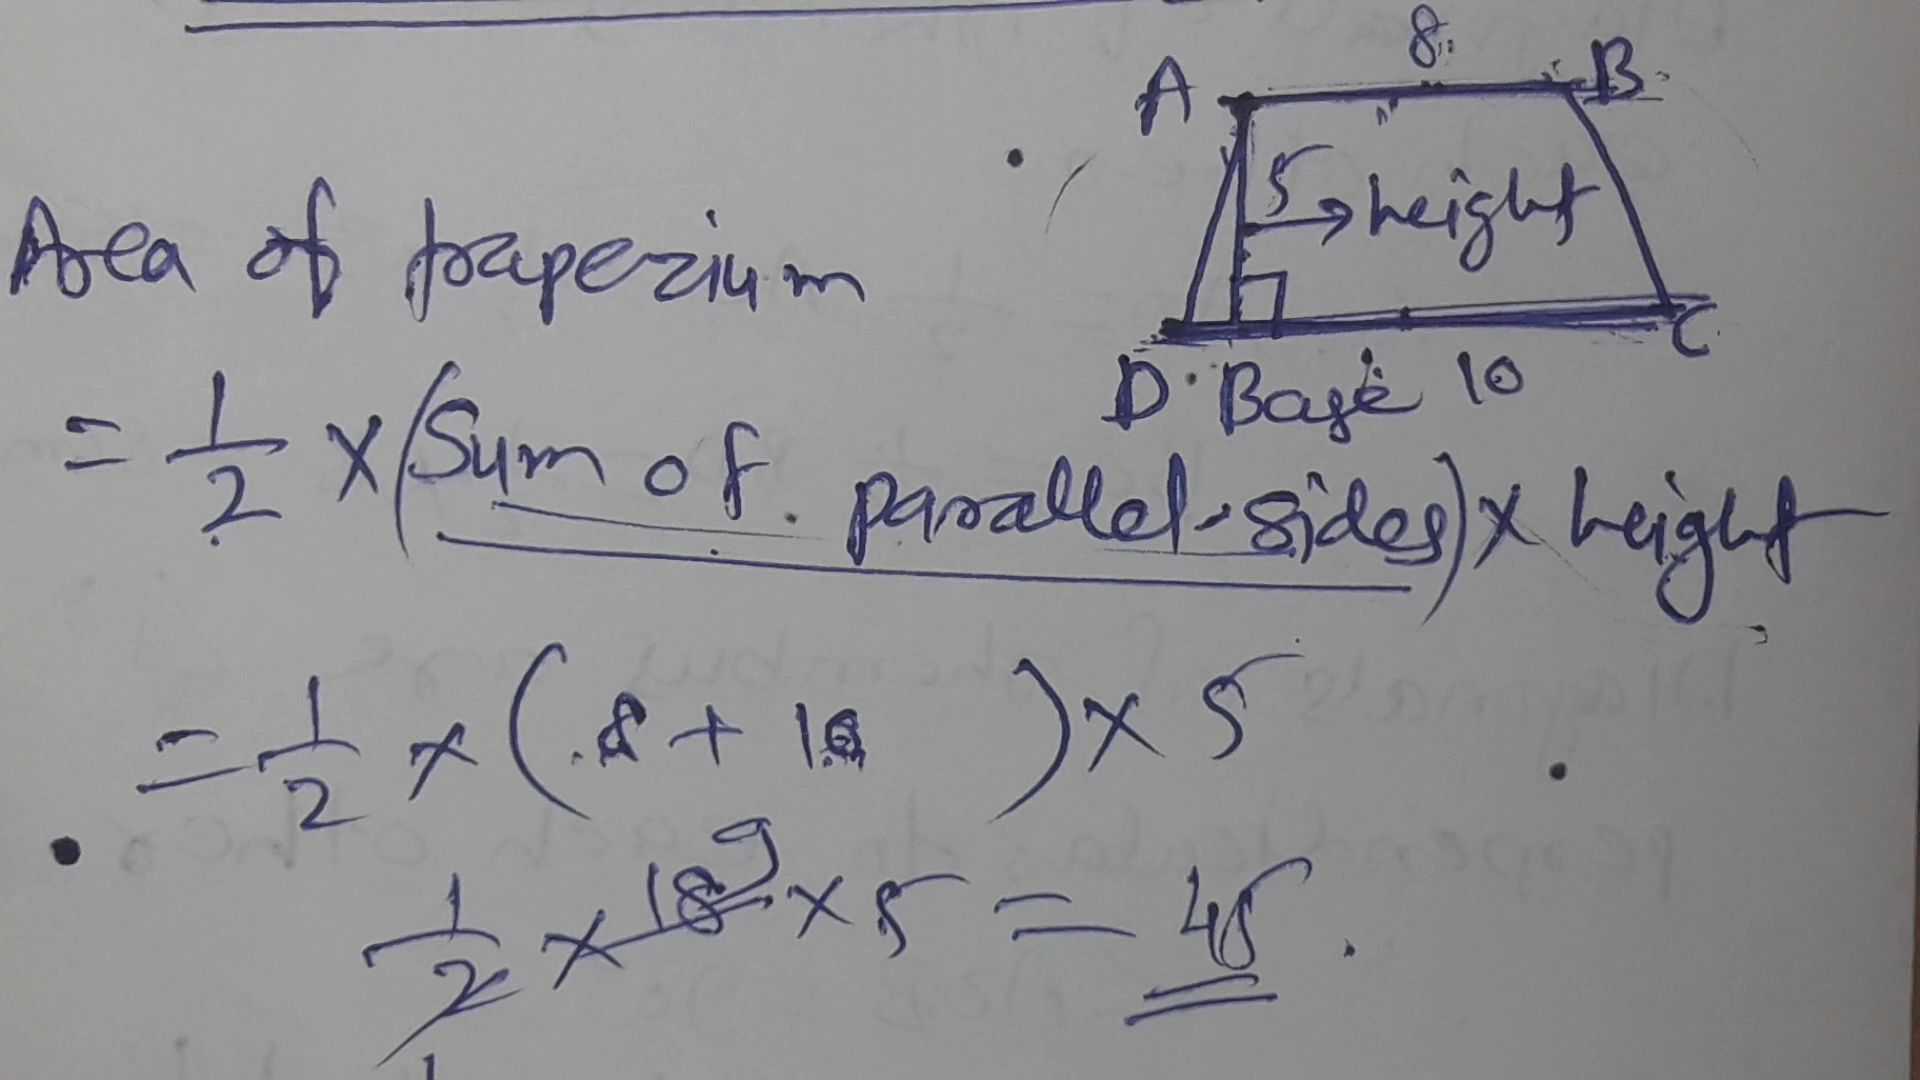 8
A B
5 → height
D Base 10 C
Area of trapezium
= 1/2 × (Sum of parallel sides) × height
= 1/2 × (8 + 10) × 5
1/2 × 18 9 × 5 = 45
1